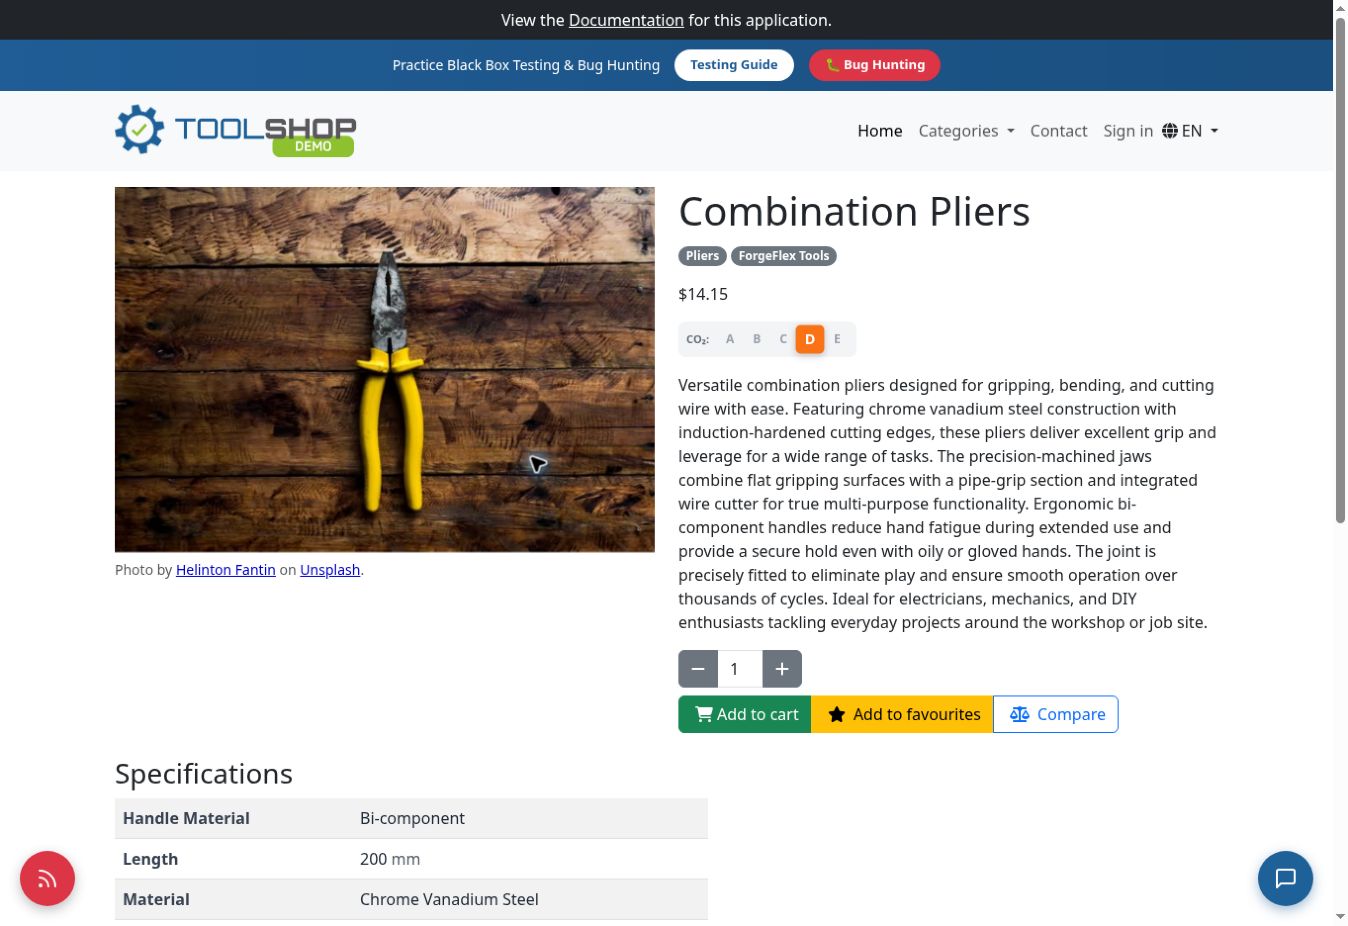 View the Documentation for this application.
Practice Black Box Testing & Bug Hunting Testing Guide Bug Hunting
TOOLSHOP
DEMO
Home Categories Contact Sign in EN
Combination Pliers
Pliers ForgeFlex Tools
$14.15
CO₂: A B C D E
Versatile combination pliers designed for gripping, bending, and cutting
wire with ease. Featuring chrome vanadium steel construction with
induction-hardened cutting edges, these pliers deliver excellent grip and
leverage for a wide range of tasks. The precision-machined jaws
combine flat gripping surfaces with a pipe-grip section and integrated
wire cutter for true multi-purpose functionality. Ergonomic bi-
component handles reduce hand fatigue during extended use and
provide a secure hold even with oily or gloved hands. The joint is
precisely fitted to eliminate play and ensure smooth operation over
thousands of cycles. Ideal for electricians, mechanics, and DIY
enthusiasts tackling everyday projects around the workshop or job site.
Photo by Helinton Fantin on Unsplash.
1
Add to cart Add to favourites Compare
Specifications
Handle Material Bi-component
Length 200 mm
Material Chrome Vanadium Steel